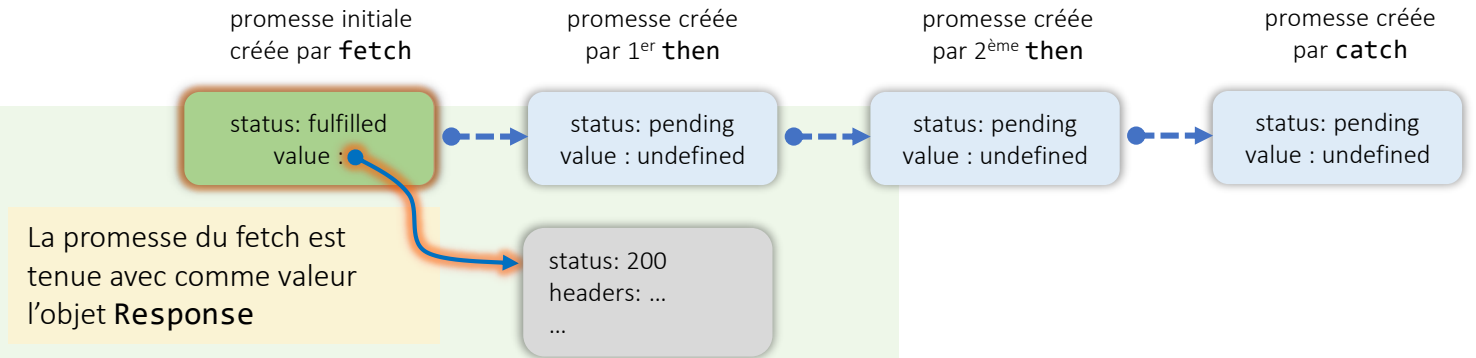 promesse initiale
créée par fetch
promesse créée
par 1er then
promesse créée
par 2ème then
promesse créée
par catch
status: fulfilled
value :
status: pending
value : undefined
status: pending
value : undefined
status: pending
value : undefined
La promesse du fetch est
tenue avec comme valeur
l'objet Response
status: 200
headers: ...
...